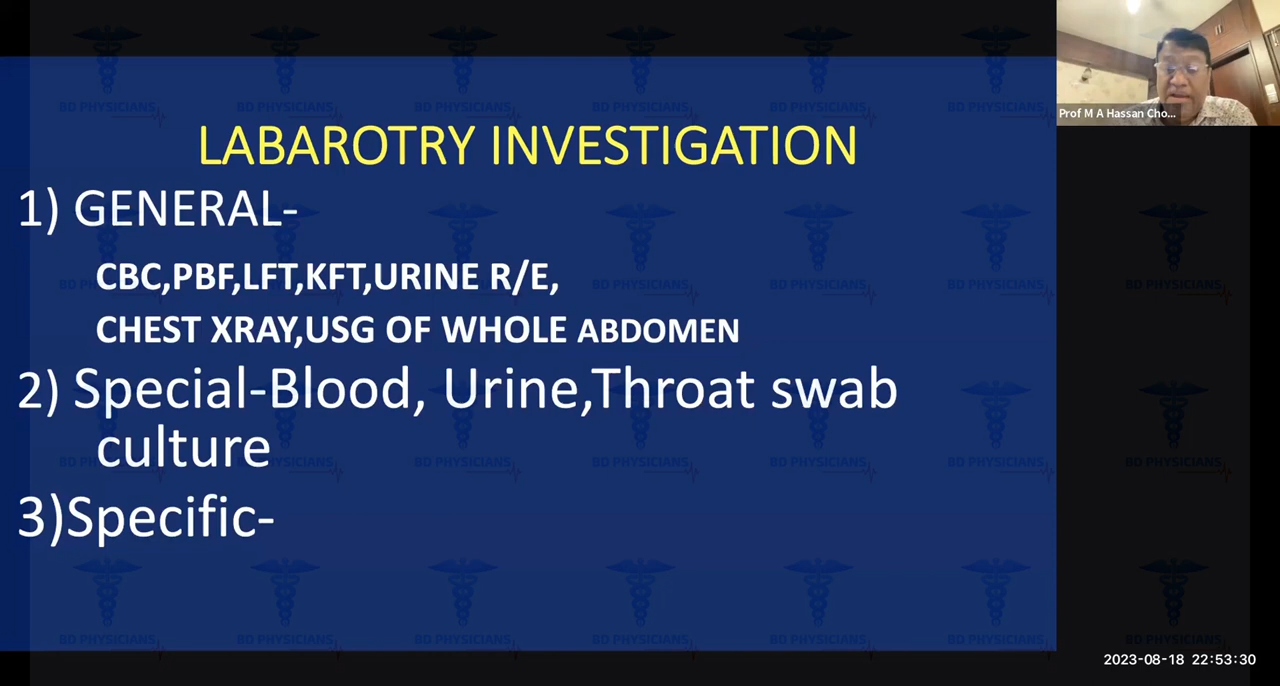 LABAROTRY INVESTIGATION
1) GENERAL-
CBC,PBF,LFT,KFT,URINE R/E,
CHEST XRAY,USG OF WHOLE ABDOMEN
2) Special-Blood, Urine,Throat swab
culture
3)Specific-
Prof M A Hassan Cho...
BD PHYSICIANS
2023-08-18 22:53:30